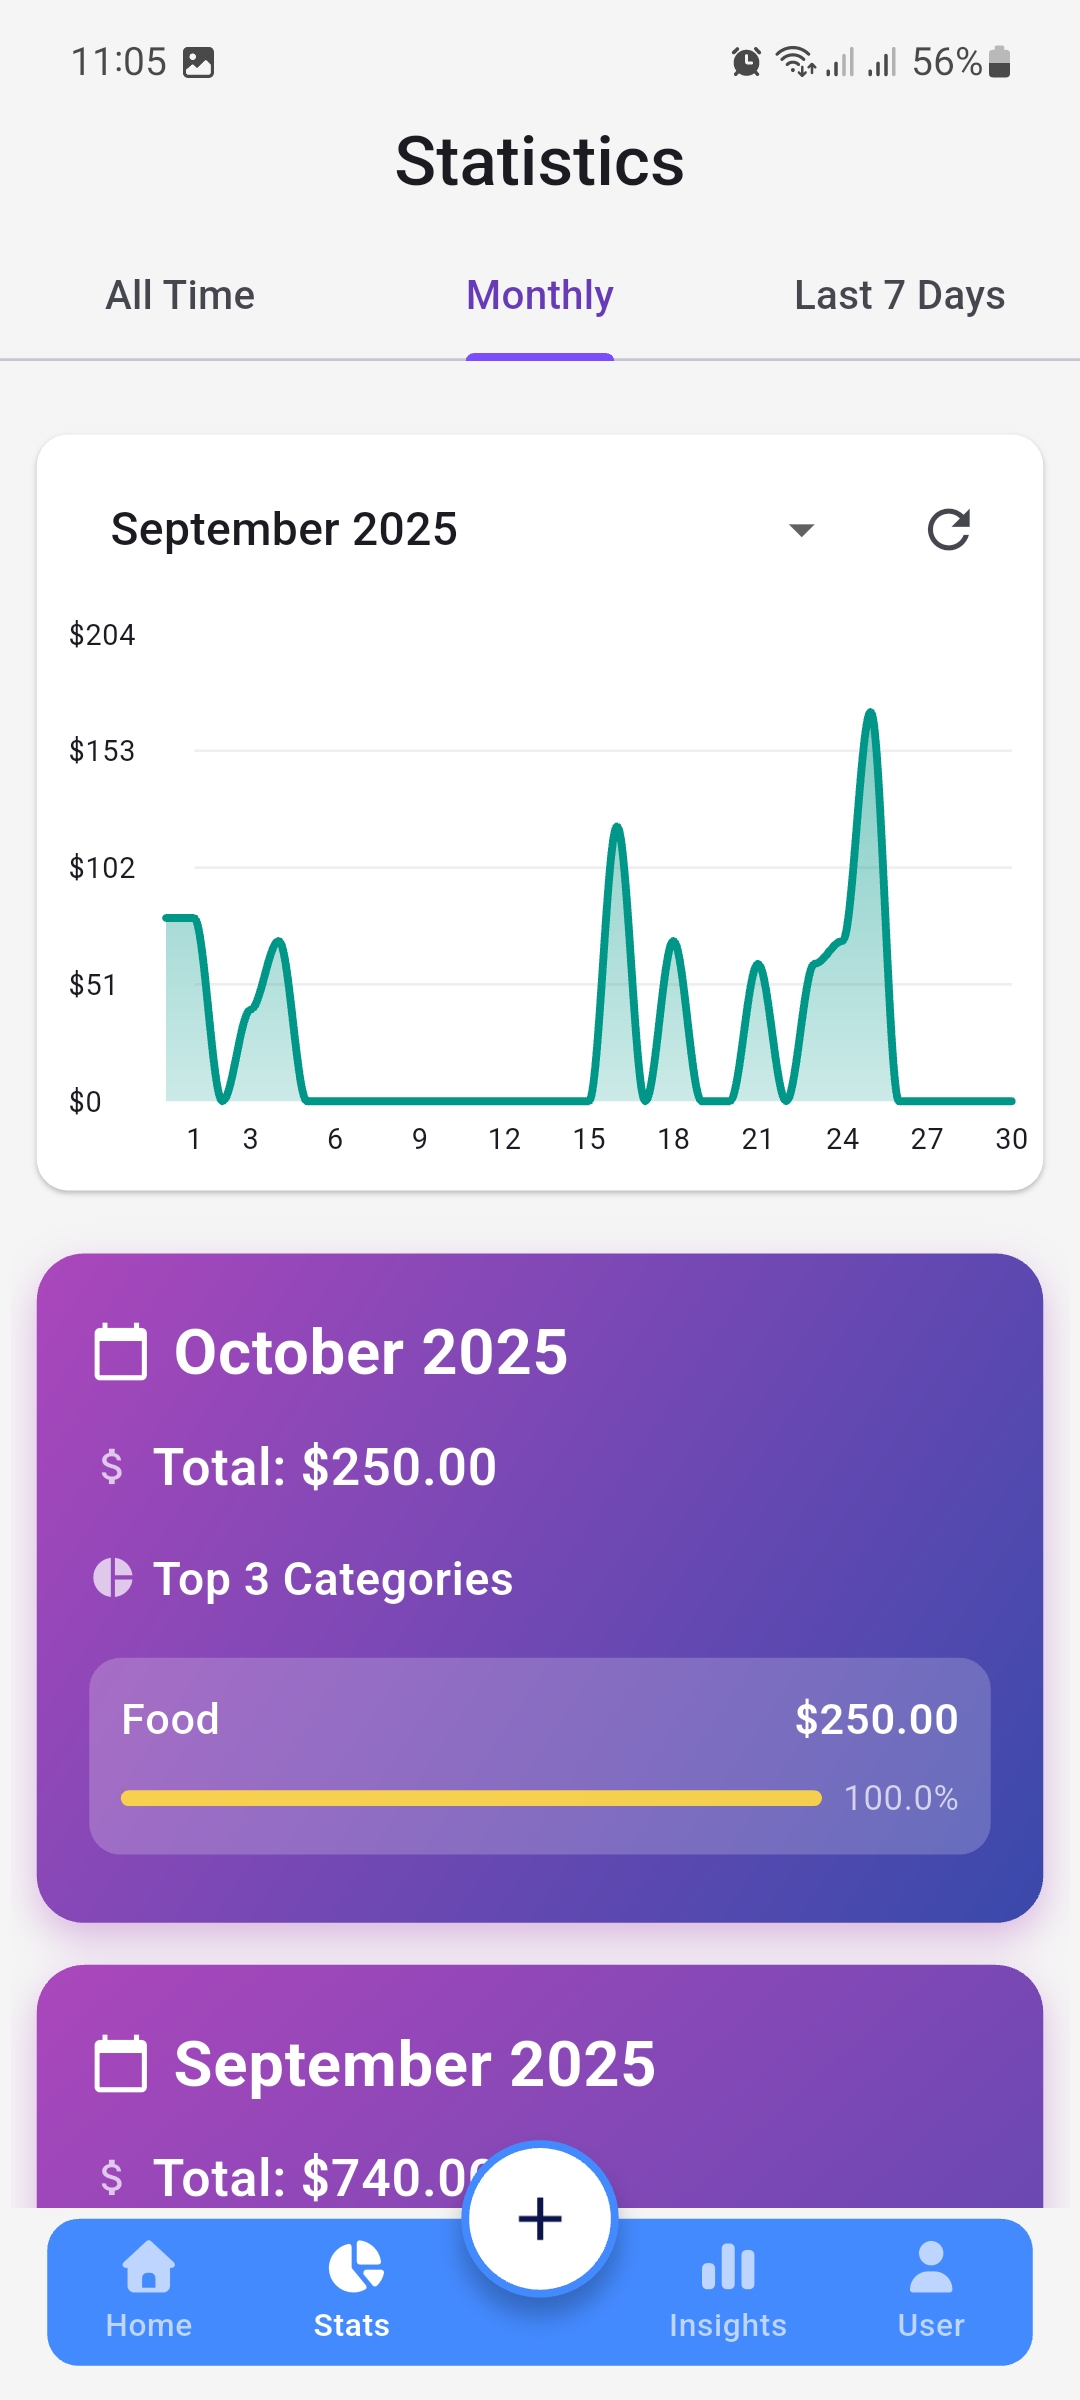 11:05 56%
Statistics
All Time Monthly Last 7 Days
September 2025
$204
$153
$102
$51
$0
1 3 6 9 12 15 18 21 24 27 30
October 2025
$ Total: $250.00
Top 3 Categories
Food $250.00
100.0%
September 2025
$ Total: $740.0
Home Stats Insights User